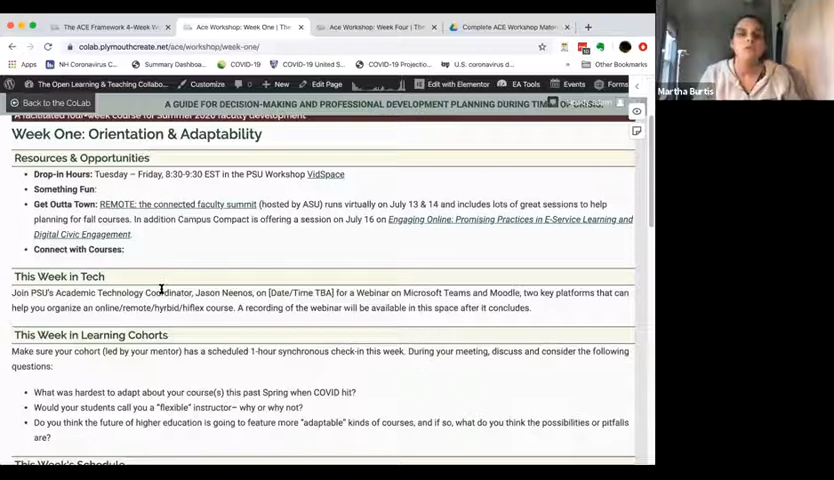 The ACE Framework 4-Week W
Ace Workshop: Week One | The
Ace Workshop: Week Four | The
Complete ACE Workshop Mate
colab.plymouthcreate.net/ace/workshop/week-one/
Apps
NH Coronavirus C...
Summary Dashbo...
COVID-19
COVID-19 United S...
COVID-19 Projectio...
U.S. coronavirus d...
Other Bookmarks
The Open Learning & Teaching Collabo...
Customize
0
New
Edit Page
Edit with Elementor
EA Tools
Events
Forms
Back to the CoLab
A GUIDE FOR DECISION-MAKING AND PROFESSIONAL DEVELOPMENT PLANNING DURING TIMES OF CRISIS.
A facilitated four-week course for Summer 2020 faculty development
Week One: Orientation & Adaptability
Resources & Opportunities
Drop-in Hours: Tuesday – Friday, 8:30-9:30 EST in the PSU Workshop VidSpace
Something Fun:
Get Outta Town: REMOTE: the connected faculty summit (hosted by ASU) runs virtually on July 13 & 14 and includes lots of great sessions to help
planning for fall courses. In addition Campus Compact is offering a session on July 16 on Engaging Online: Promising Practices in E-Service Learning and
Digital Civic Engagement.
Connect with Courses:
This Week in Tech
Join PSU's Academic Technology Coordinator, Jason Neenos, on [Date/Time TBA] for a Webinar on Microsoft Teams and Moodle, two key platforms that can
help you organize an online/remote/hyrbid/hiflex course. A recording of the webinar will be available in this space after it concludes.
This Week in Learning Cohorts
Make sure your cohort (led by your mentor) has a scheduled 1-hour synchronous check-in this week. During your meeting, discuss and consider the following
questions:
What was hardest to adapt about your course(s) this past Spring when COVID hit?
Would your students call you a "flexible" instructor– why or why not?
Do you think the future of higher education is going to feature more "adaptable" kinds of courses, and if so, what do you think the possibilities or pitfalls
are?
This Week's Schedule
Martha Burtis